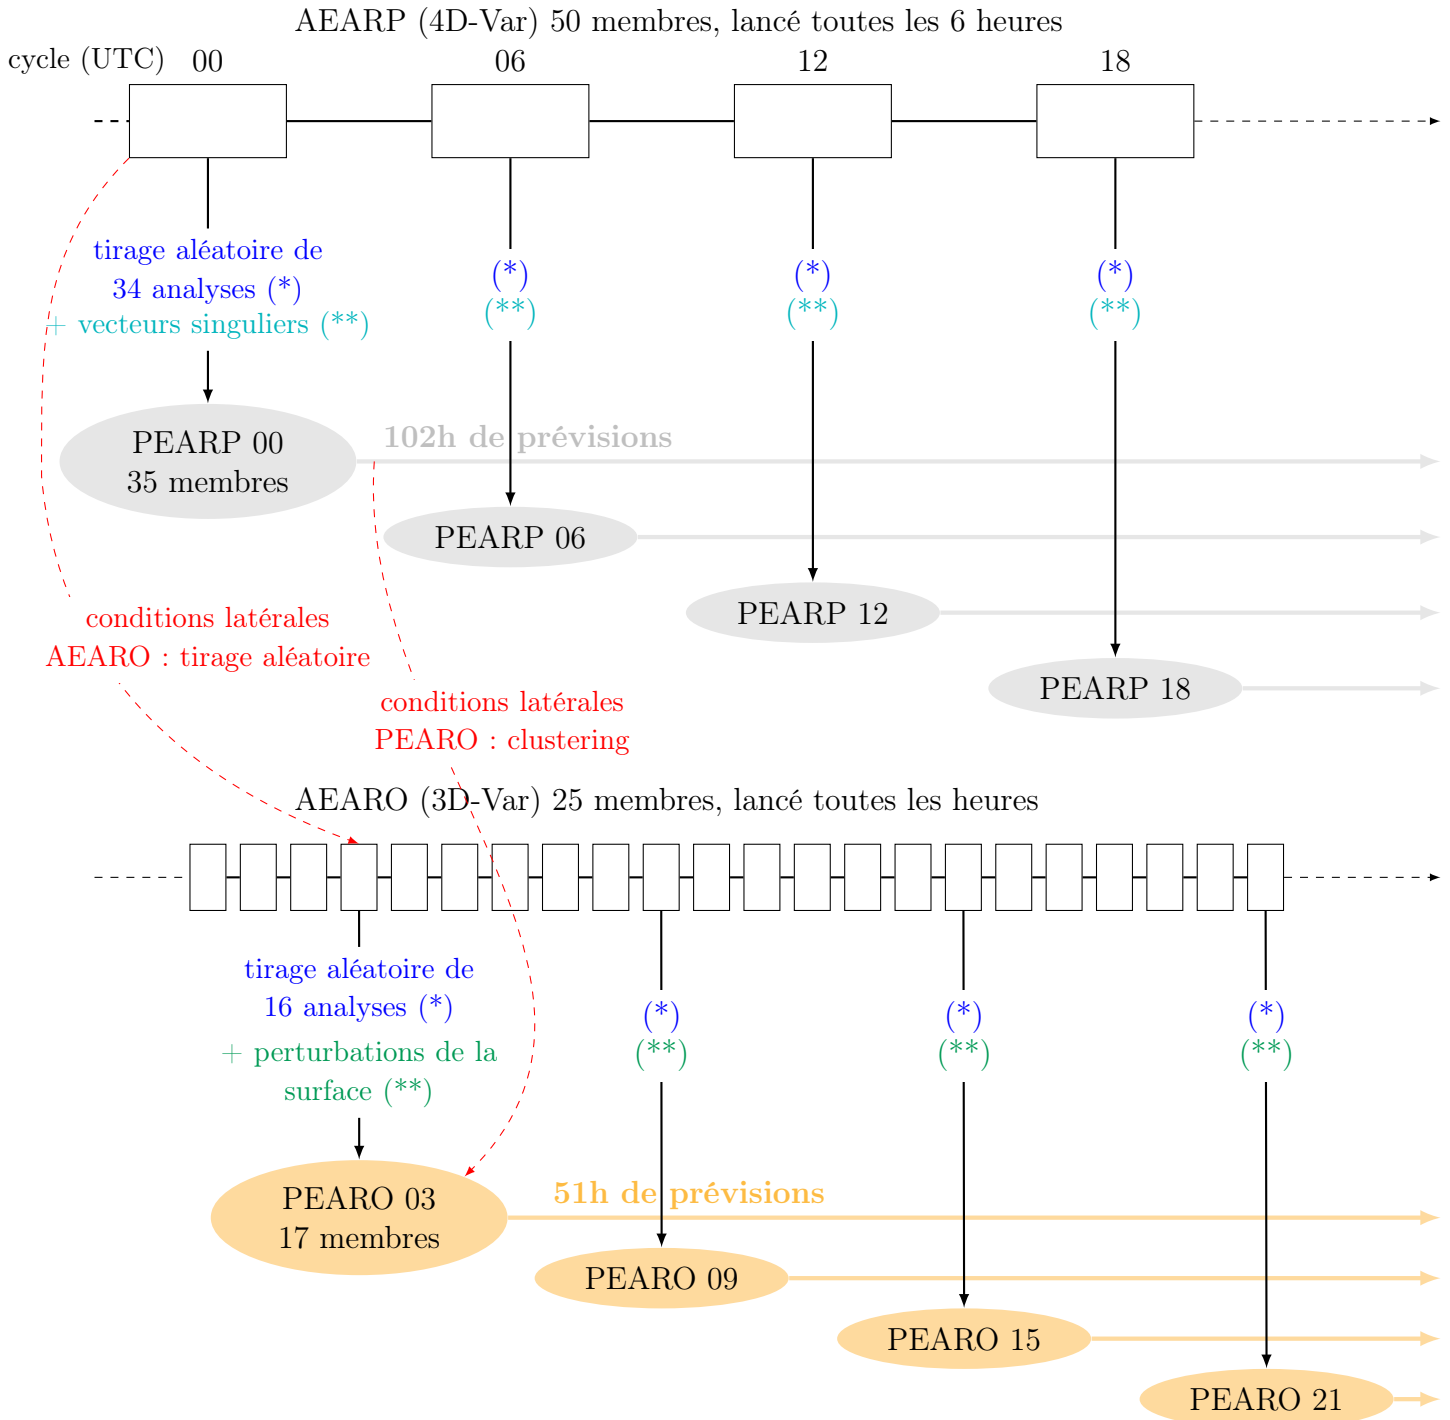 AEARP (4D-Var) 50 membres, lancé toutes les 6 heures
cycle (UTC) 00 06 12 18
tirage aléatoire de
34 analyses (*)
+ vecteurs singuliers (**)
(*)
(**)
(*)
(**)
(*)
(**)
PEARP 00
35 membres
102h de prévisions
PEARP 06
PEARP 12
PEARP 18
conditions latérales
AEARO : tirage aléatoire
conditions latérales
PEARO : clustering
AEARO (3D-Var) 25 membres, lancé toutes les heures
tirage aléatoire de
16 analyses (*)
+ perturbations de la
surface (**)
(*)
(**)
(*)
(**)
(*)
(**)
PEARO 03
17 membres
51h de prévisions
PEARO 09
PEARO 15
PEARO 21